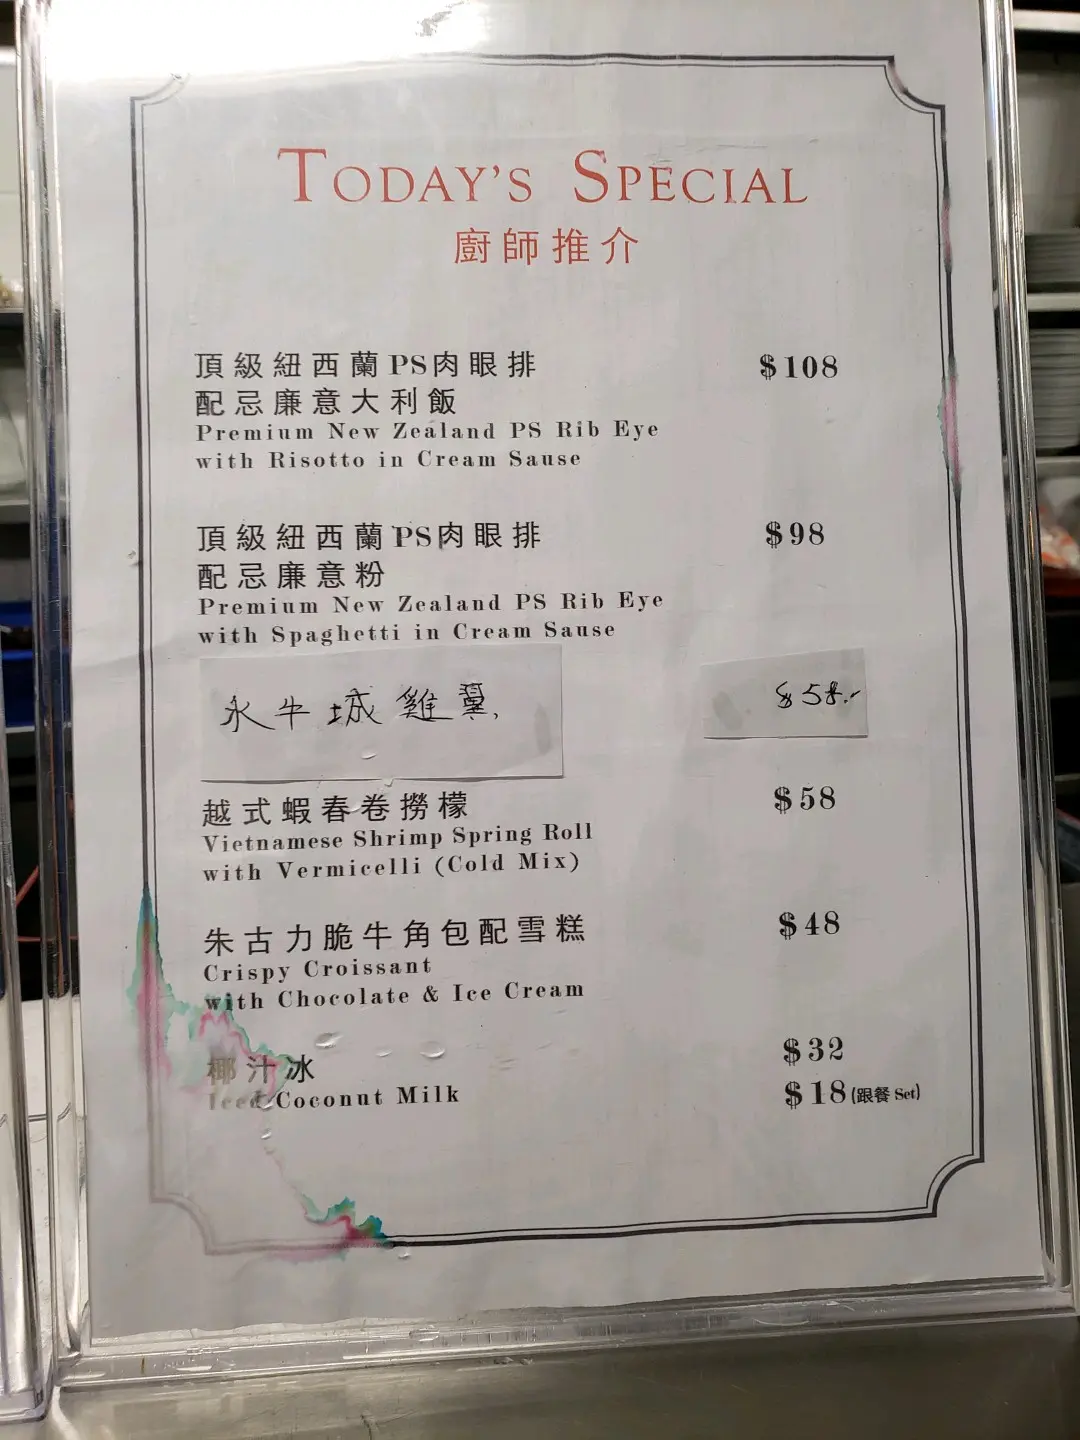 TODAY'S SPECIAL
廚師推介
頂級紐西蘭PS肉眼排 $108
配忌廉意大利飯
Premium New Zealand PS Rib Eye
with Risotto in Cream Sause
頂級紐西蘭PS肉眼排 $98
配忌廉意粉
Premium New Zealand PS Rib Eye
with Spaghetti in Cream Sause
水牛城雞翼, $58.-
越式蝦春卷撈檬 $58
Vietnamese Shrimp Spring Roll
with Vermicelli (Cold Mix)
朱古力脆牛角包配雪糕 $48
Crispy Croissant
with Chocolate & Ice Cream
椰汁冰 $32
Iced Coconut Milk $18(跟餐 Set)